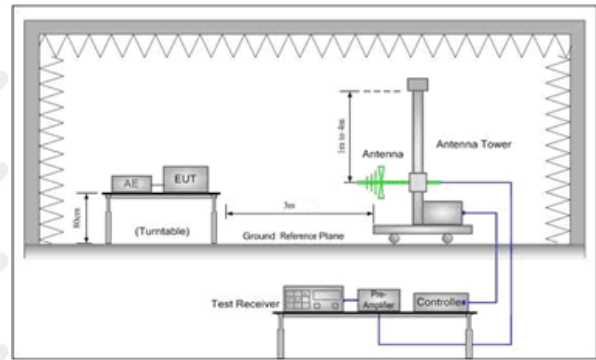 1m to 4m
Antenna
Antenna Tower
AE
EUT
80cm
(Turntable)
3m
Ground Reference Plane
Test Receiver
Pre-
Amplifier
Controller